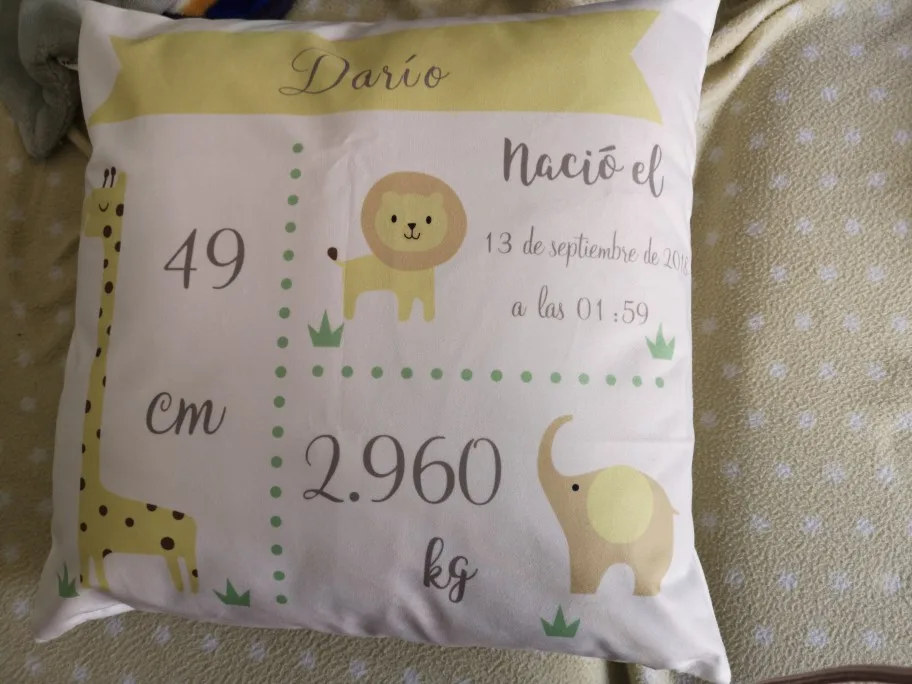 Darío
Nació el
13 de septiembre de
a las 01:59
49
cm
2.960
kg